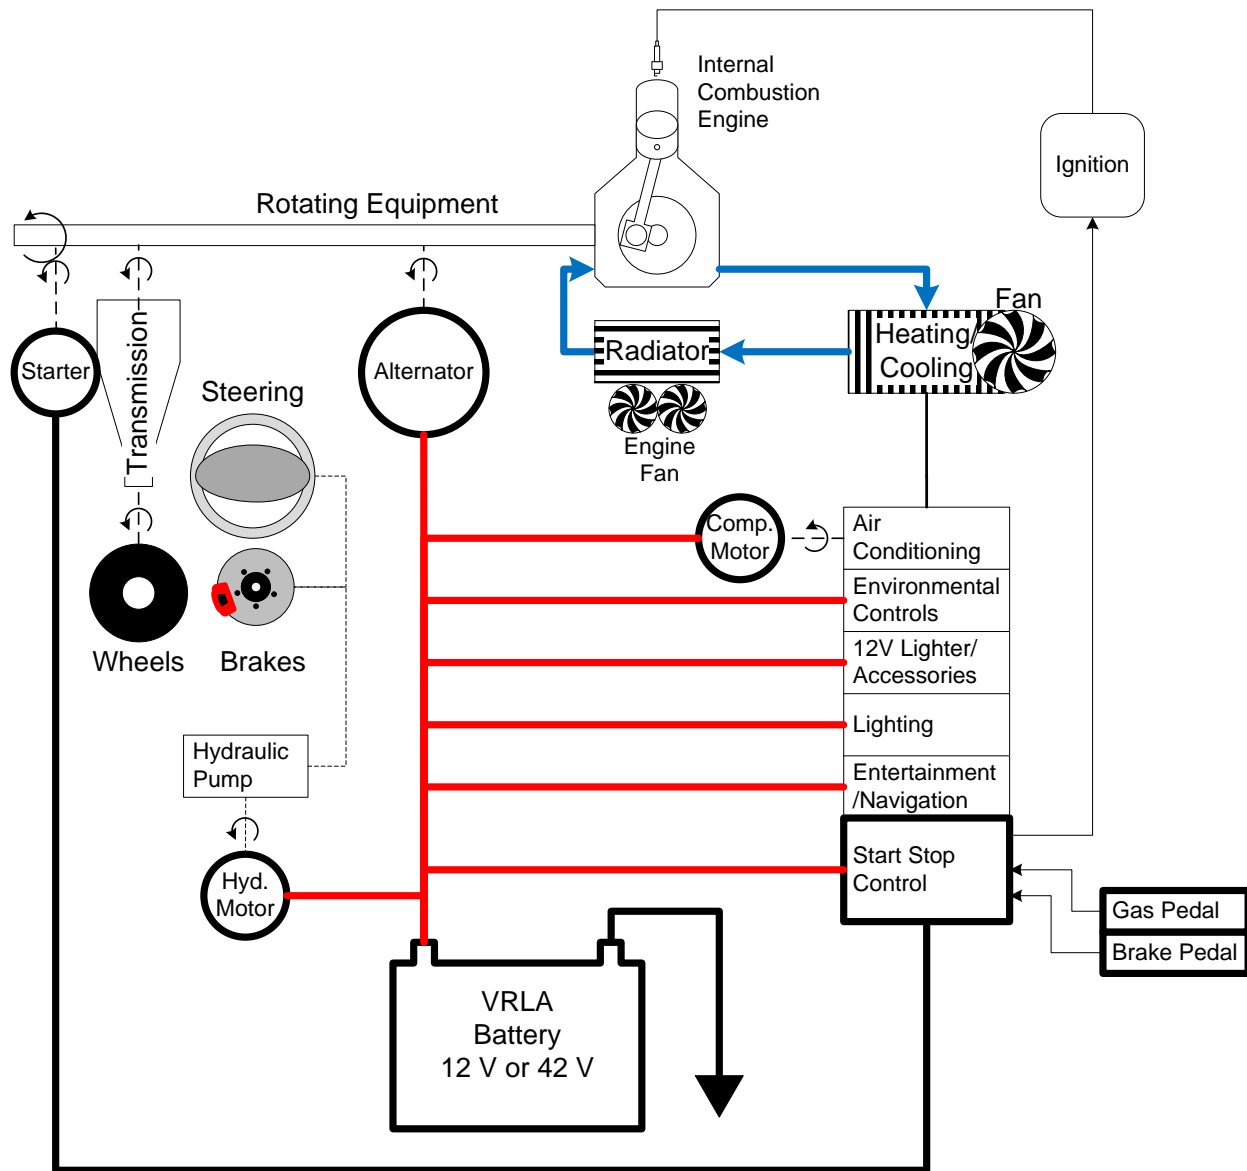 Internal
Combustion
Engine
Ignition
Rotating Equipment
Fan
Starter
Transmission
Alternator
Radiator
Heating/
Cooling
Steering
Engine
Fan
Comp.
Motor
Air
Conditioning
Environmental
Controls
Wheels
Brakes
12V Lighter/
Accessories
Lighting
Hydraulic
Pump
Entertainment
/Navigation
Start Stop
Control
Hyd.
Motor
Gas Pedal
Brake Pedal
VRLA
Battery
12 V or 42 V